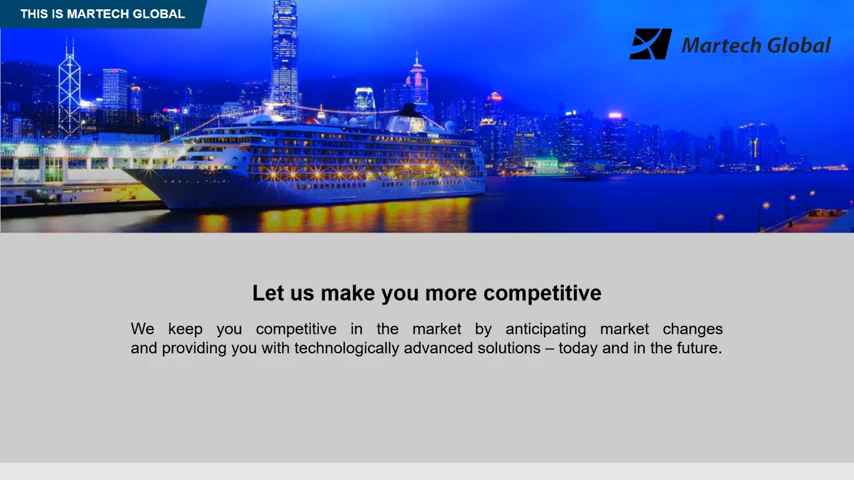 THIS IS MARTECH GLOBAL
Martech Global
Let us make you more competitive
We keep you competitive in the market by anticipating market changes
and providing you with technologically advanced solutions – today and in the future.